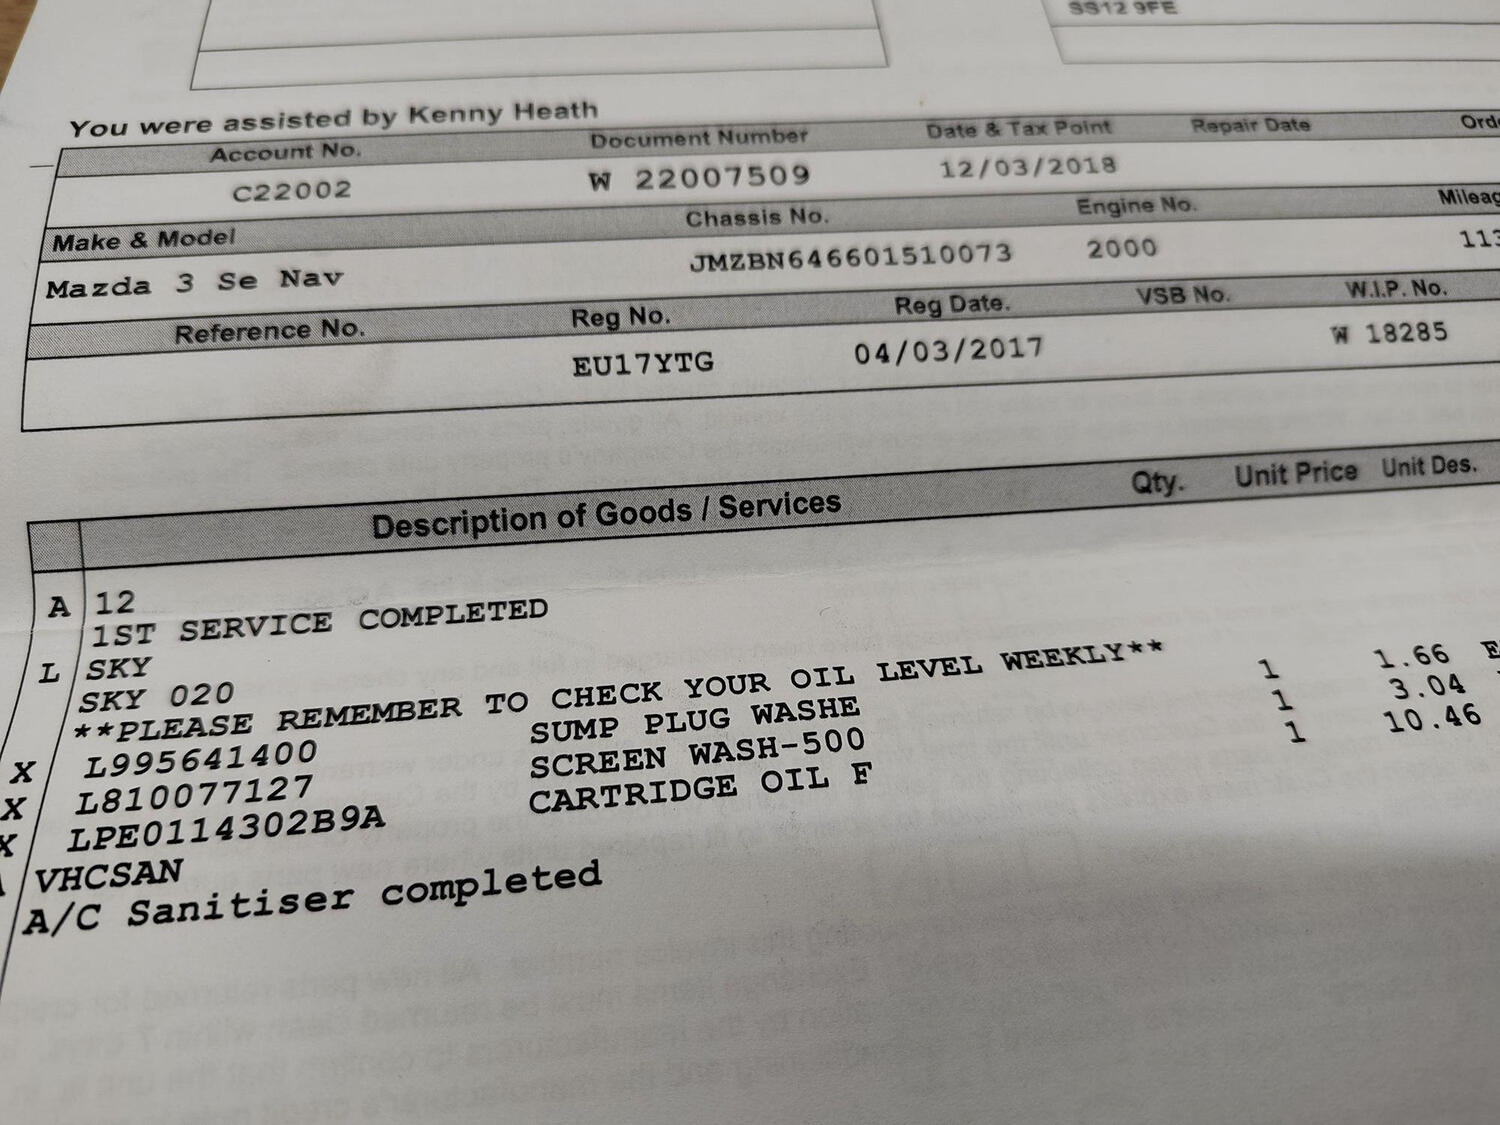 SS12 9FE
You were assisted by Kenny Heath
Account No. Document Number Date & Tax Point Repair Date
C22002 W 22007509 12/03/2018
Make & Model Chassis No. Engine No.
Mazda 3 Se Nav JMZBN646601510073 2000 113
Reference No. Reg No. Reg Date. VSB No. W.I.P. No.
EU17YTG 04/03/2017 W 18285
Description of Goods / Services Qty. Unit Price Unit Des.
A 12
1ST SERVICE COMPLETED
L SKY
SKY 020
**PLEASE REMEMBER TO CHECK YOUR OIL LEVEL WEEKLY**
X L995641400 SUMP PLUG WASHE 1 1.66 E
X L810077127 SCREEN WASH-500 1 3.04
X LPE0114302B9A CARTRIDGE OIL F 1 10.46
VHCSAN
A/C Sanitiser completed